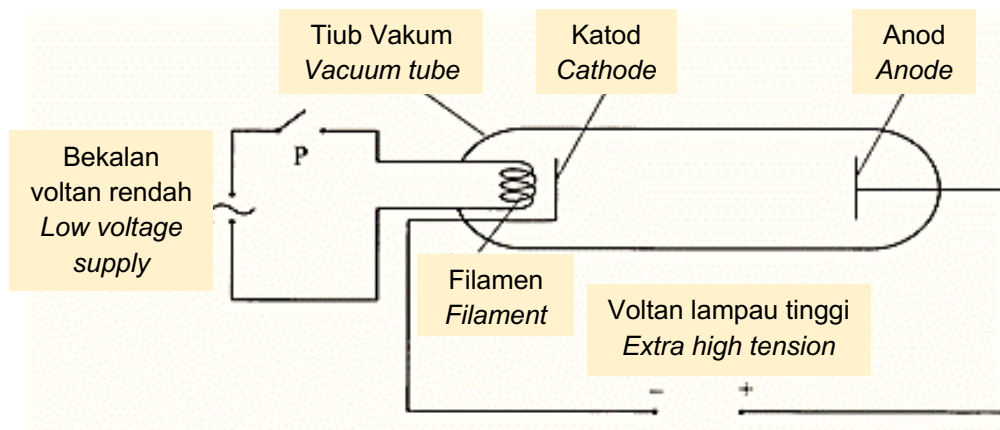 Tiub Vakum
Vacuum tube
Katod
Cathode
Anod
Anode
P
Bekalan
voltan rendah
Low voltage
supply
Filamen
Filament
Voltan lampau tinggi
Extra high tension
- +